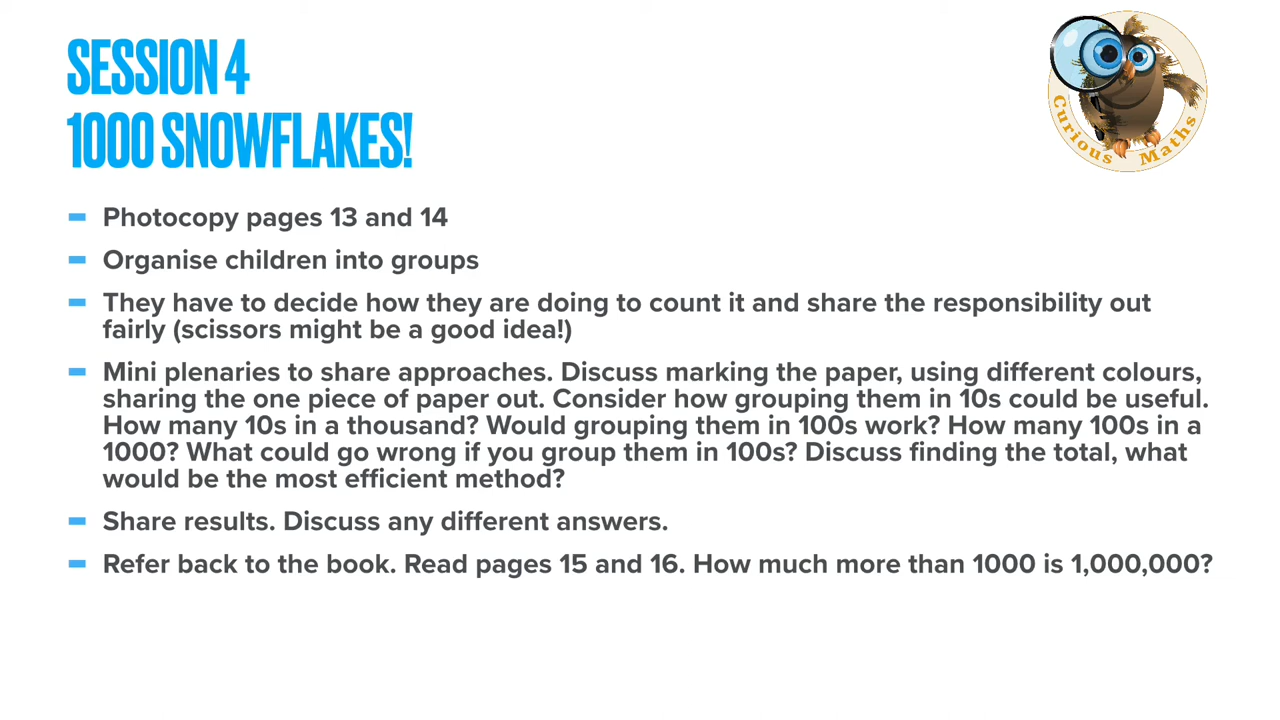 SESSION 4
1000 SNOWFLAKES!
Curious Maths
Photocopy pages 13 and 14
Organise children into groups
They have to decide how they are doing to count it and share the responsibility out
fairly (scissors might be a good idea!)
Mini plenaries to share approaches. Discuss marking the paper, using different colours,
sharing the one piece of paper out. Consider how grouping them in 10s could be useful.
How many 10s in a thousand? Would grouping them in 100s work? How many 100s in a
1000? What could go wrong if you group them in 100s? Discuss finding the total, what
would be the most efficient method?
Share results. Discuss any different answers.
Refer back to the book. Read pages 15 and 16. How much more than 1000 is 1,000,000?